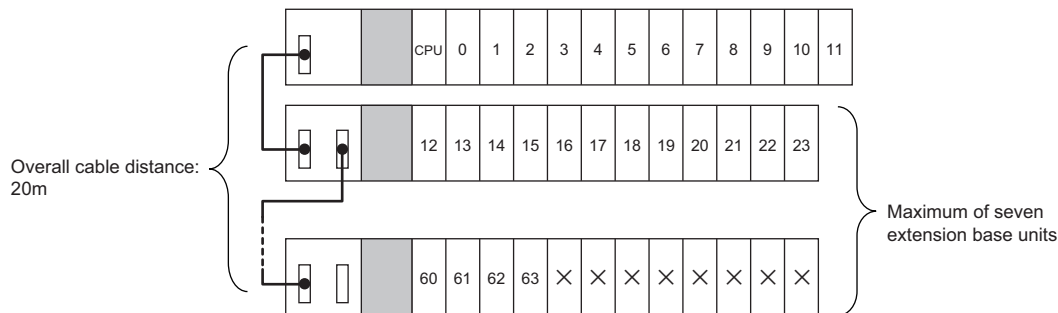 CPU 0 1 2 3 4 5 6 7 8 9 10 11
12 13 14 15 16 17 18 19 20 21 22 23
Overall cable distance:
20m
Maximum of seven
extension base units
60 61 62 63